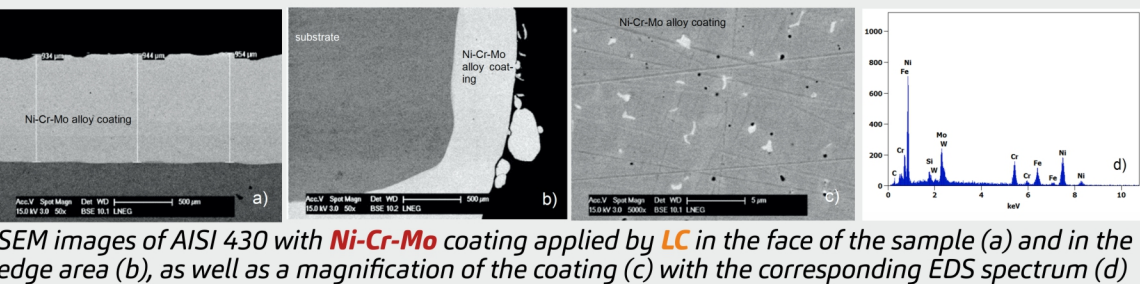 934 µm
944 µm
954 µm
Ni-Cr-Mo alloy coating
Acc.V Spot Magn Det WD
500 µm
15.0 kV 3.0 50x BSE 10.1 LNEG
a)
substrate
Ni-Cr-Mo
alloy coat-
ing
Acc.V Spot Magn Det WD
500 µm
15.0 kV 3.0 50x BSE 10.2 LNEG
b)
Ni-Cr-Mo alloy coating
Acc.V Spot Magn Det WD
5 µm
15.0 kV 3.0 5000x BSE 10.1 LNEG
c)
1000
800
600
400
200
0
Ni
Fe
Cr
C
Si
W
Mo
W
Cr
Cr
Fe
Fe
Ni
Ni
d)
0 2 4 6 8 10
keV
SEM images of AISI 430 with Ni-Cr-Mo coating applied by LC in the face of the sample (a) and in the
edge area (b), as well as a magnification of the coating (c) with the corresponding EDS spectrum (d)